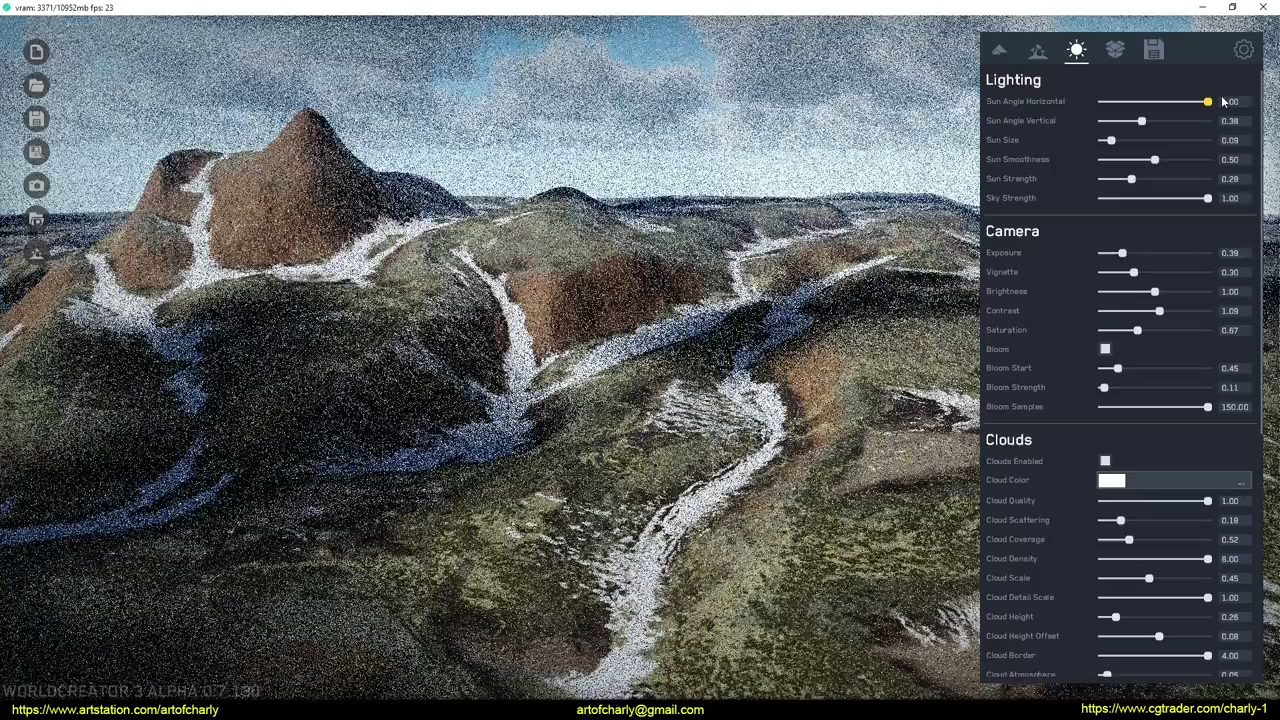 vram: 3371/10952mb fps: 23
Lighting
Sun Angle Horizontal
Sun Angle Vertical 0.38
Sun Size 0.09
Sun Smoothness 0.50
Sun Strength 0.28
Sky Strength 1.00
Camera
Exposure 0.39
Vignette 0.30
Brightness 1.00
Contrast 1.09
Saturation 0.67
Bloom
Bloom Start 0.45
Bloom Strength 0.11
Bloom Samples 150.00
Clouds
Clouds Enabled
Cloud Color ...
Cloud Quality 1.00
Cloud Scattering 0.18
Cloud Coverage 0.52
Cloud Density 6.00
Cloud Scale 0.45
Cloud Detail Scale 1.00
Cloud Height 0.26
Cloud Height Offset 0.08
Cloud Border 4.00
Cloud Atmosphere 0.05
WORLDCREATOR 3 ALPHA 0.7.130
https://www.artstation.com/artofcharly artofcharly@gmail.com https://www.cgtrader.com/charly-1